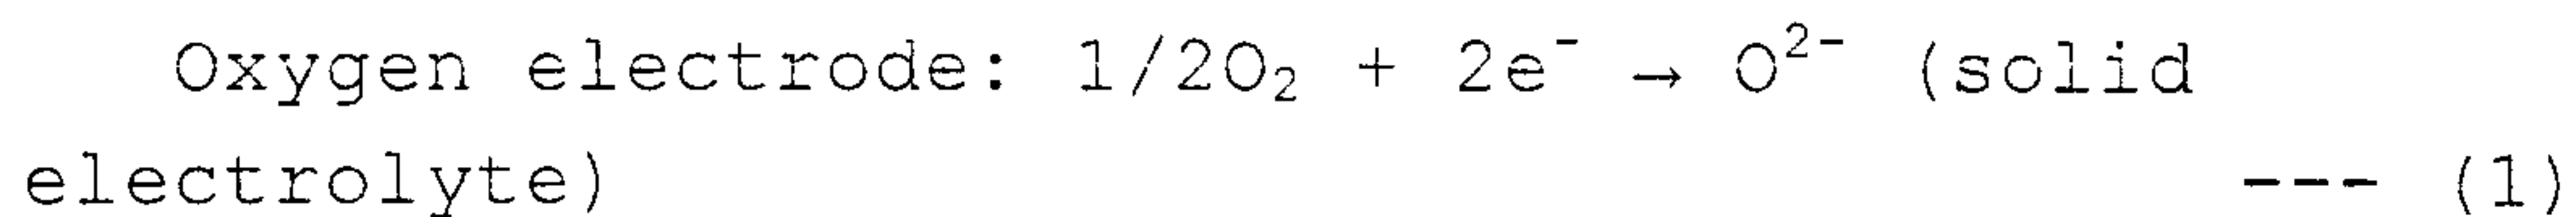 Oxygen electrode: 1/2O₂ + 2e⁻ → O²⁻ (solid
electrolyte) --- (1)